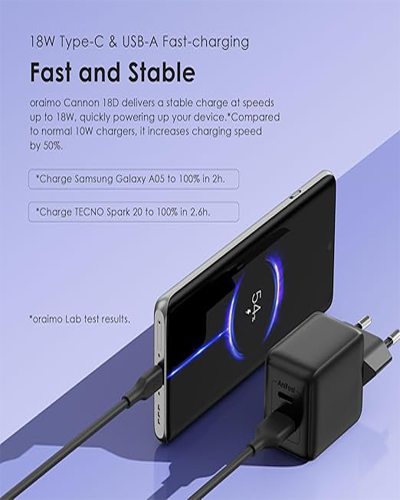 18W Type-C & USB-A Fast-charging
Fast and Stable
oraimo Cannon 18D delivers a stable charge at speeds
up to 18W, quickly powering up your device.*Compared
to normal 10W chargers, it increases charging speed
by 50%.
*Charge Samsung Galaxy A05 to 100% in 2h.
*Charge TECNO Spark 20 to 100% in 2.6h.
*oraimo Lab test results.
54%